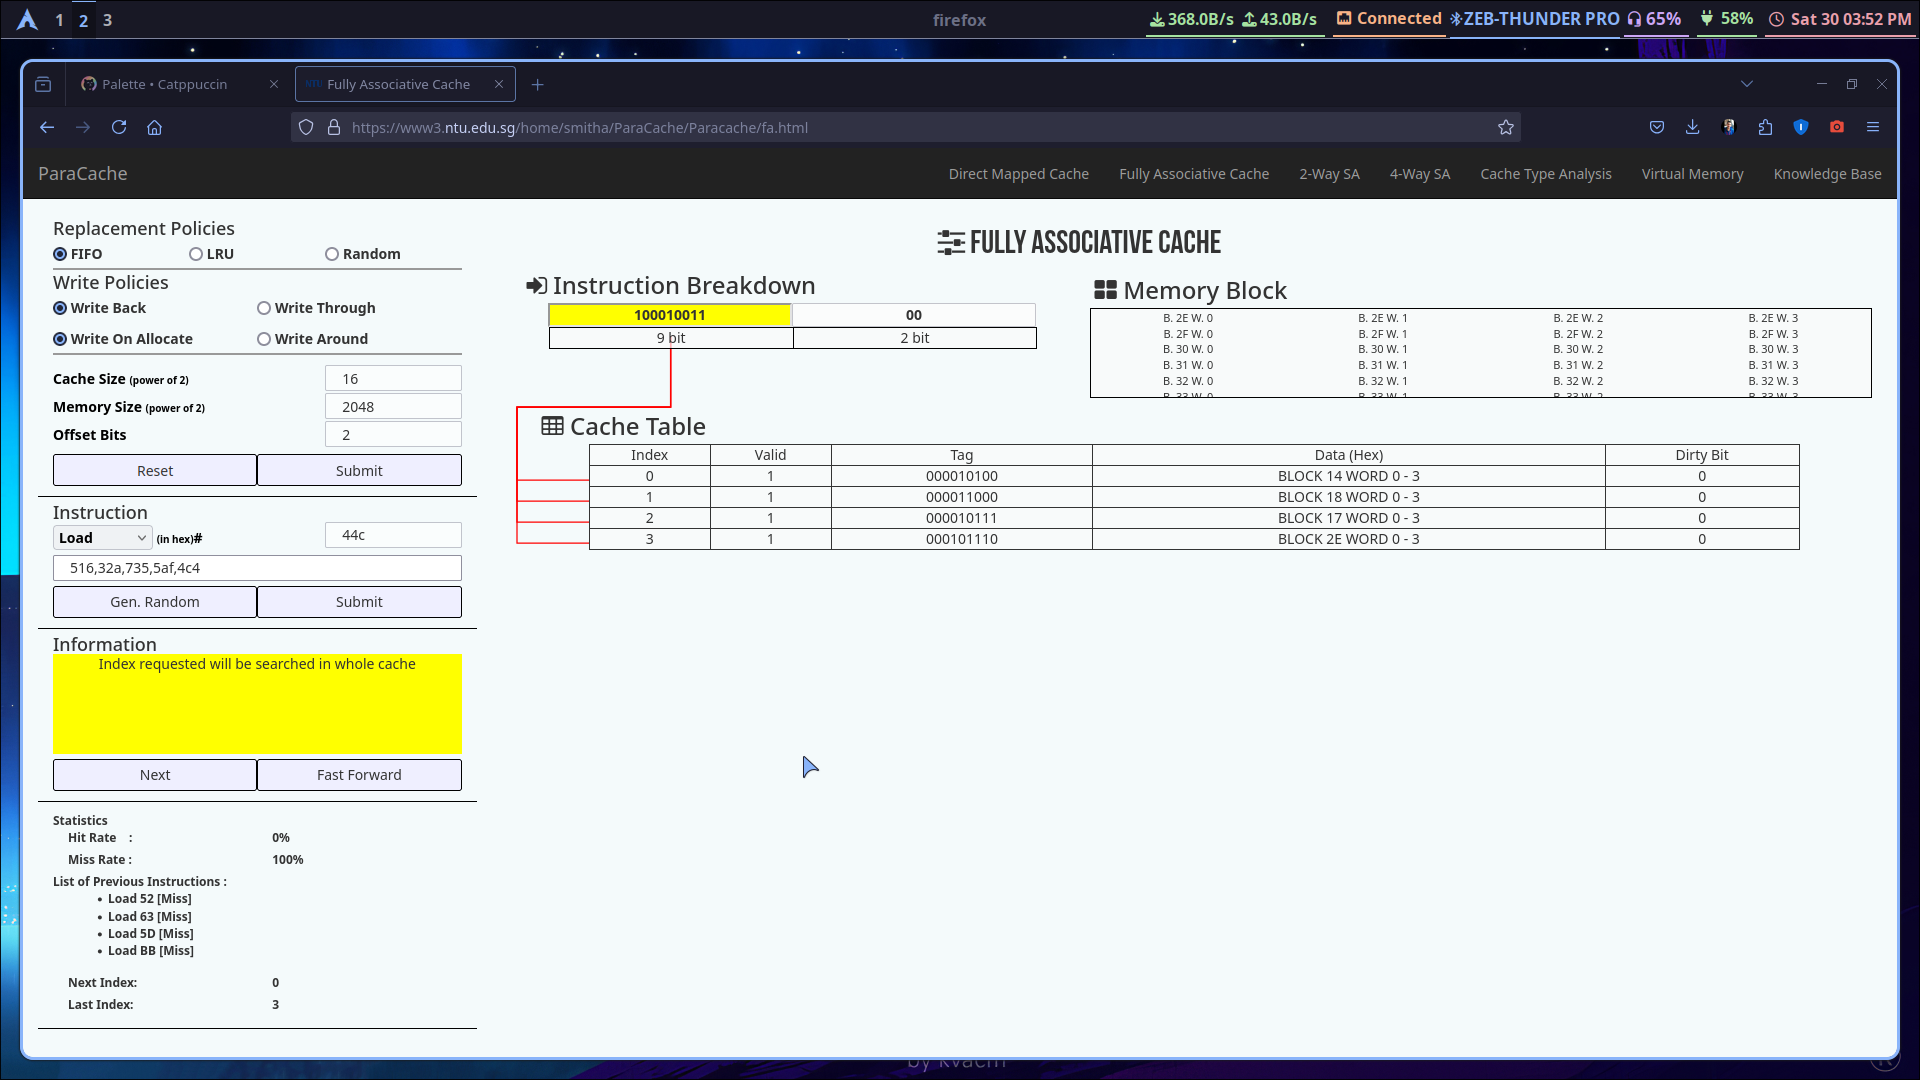 1 2 3 firefox 368.0B/s 43.0B/s Connected ZEB-THUNDER PRO 65% 58% Sat 30 03:52 PM
Palette • Catppuccin Fully Associative Cache
https://www3.ntu.edu.sg/home/smitha/ParaCache/Paracache/fa.html
ParaCache Direct Mapped Cache Fully Associative Cache 2-Way SA 4-Way SA Cache Type Analysis Virtual Memory Knowledge Base
Replacement Policies
FIFO LRU Random
Write Policies
Write Back Write Through
Write On Allocate Write Around
Cache Size (power of 2) 16
Memory Size (power of 2) 2048
Offset Bits 2
Reset Submit
Instruction
Load (in hex)# 44c
516,32a,735,5af,4c4
Gen. Random Submit
Information
Index requested will be searched in whole cache
Next Fast Forward
Statistics
Hit Rate : 0%
Miss Rate : 100%
List of Previous Instructions :
• Load 52 [Miss]
• Load 63 [Miss]
• Load 5D [Miss]
• Load BB [Miss]
Next Index: 0
Last Index: 3
FULLY ASSOCIATIVE CACHE
Instruction Breakdown
100010011 00
9 bit 2 bit
Memory Block
B. 2E W. 0 B. 2E W. 1 B. 2E W. 2 B. 2E W. 3
B. 2F W. 0 B. 2F W. 1 B. 2F W. 2 B. 2F W. 3
B. 30 W. 0 B. 30 W. 1 B. 30 W. 2 B. 30 W. 3
B. 31 W. 0 B. 31 W. 1 B. 31 W. 2 B. 31 W. 3
B. 32 W. 0 B. 32 W. 1 B. 32 W. 2 B. 32 W. 3
B. 33 W. 0 B. 33 W. 1 B. 33 W. 2 B. 33 W. 3
Cache Table
Index Valid Tag Data (Hex) Dirty Bit
0 1 000010100 BLOCK 14 WORD 0 - 3 0
1 1 000011000 BLOCK 18 WORD 0 - 3 0
2 1 000010111 BLOCK 17 WORD 0 - 3 0
3 1 000101110 BLOCK 2E WORD 0 - 3 0